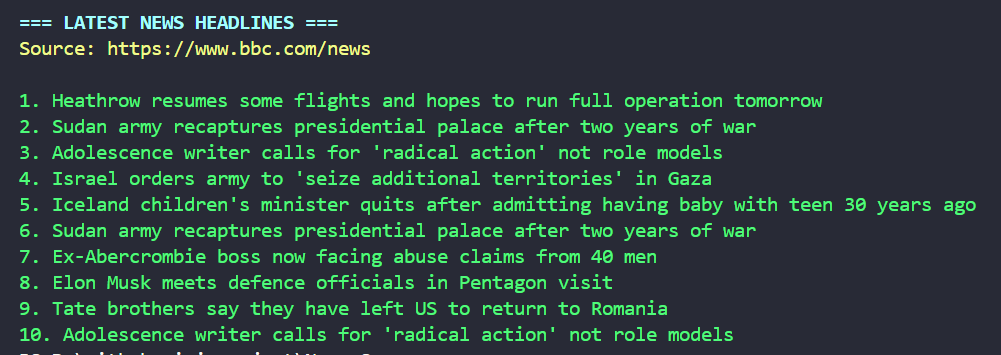 === LATEST NEWS HEADLINES ===
Source: https://www.bbc.com/news
1. Heathrow resumes some flights and hopes to run full operation tomorrow
2. Sudan army recaptures presidential palace after two years of war
3. Adolescence writer calls for 'radical action' not role models
4. Israel orders army to 'seize additional territories' in Gaza
5. Iceland children's minister quits after admitting having baby with teen 30 years ago
6. Sudan army recaptures presidential palace after two years of war
7. Ex-Abercrombie boss now facing abuse claims from 40 men
8. Elon Musk meets defence officials in Pentagon visit
9. Tate brothers say they have left US to return to Romania
10. Adolescence writer calls for 'radical action' not role models